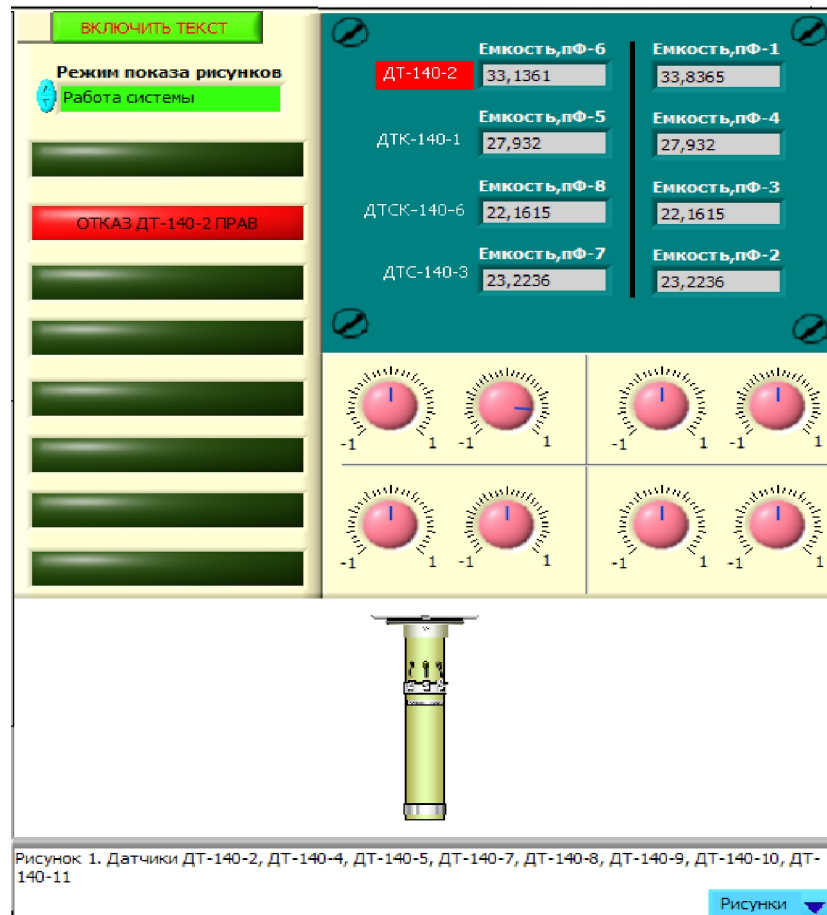 ВКЛЮЧИТЬ ТЕКСТ
Режим показа рисунков
Работа системы
ОТКАЗ ДТ-140-2 ПРАВ
Емкость,пФ-6 Емкость,пФ-1
ДТ-140-2 33,1361 33,8365
Емкость,пФ-5 Емкость,пФ-4
ДТК-140-1 27,932 27,932
Емкость,пФ-8 Емкость,пФ-3
ДТСК-140-6 22,1615 22,1615
Емкость,пФ-7 Емкость,пФ-2
ДТС-140-3 23,2236 23,2236
-1 1 -1 1 -1 1 -1 1
-1 1 -1 1 -1 1 -1 1
Рисунок 1. Датчики ДТ-140-2, ДТ-140-4, ДТ-140-5, ДТ-140-7, ДТ-140-8, ДТ-140-9, ДТ-140-10, ДТ-
140-11
Рисунки